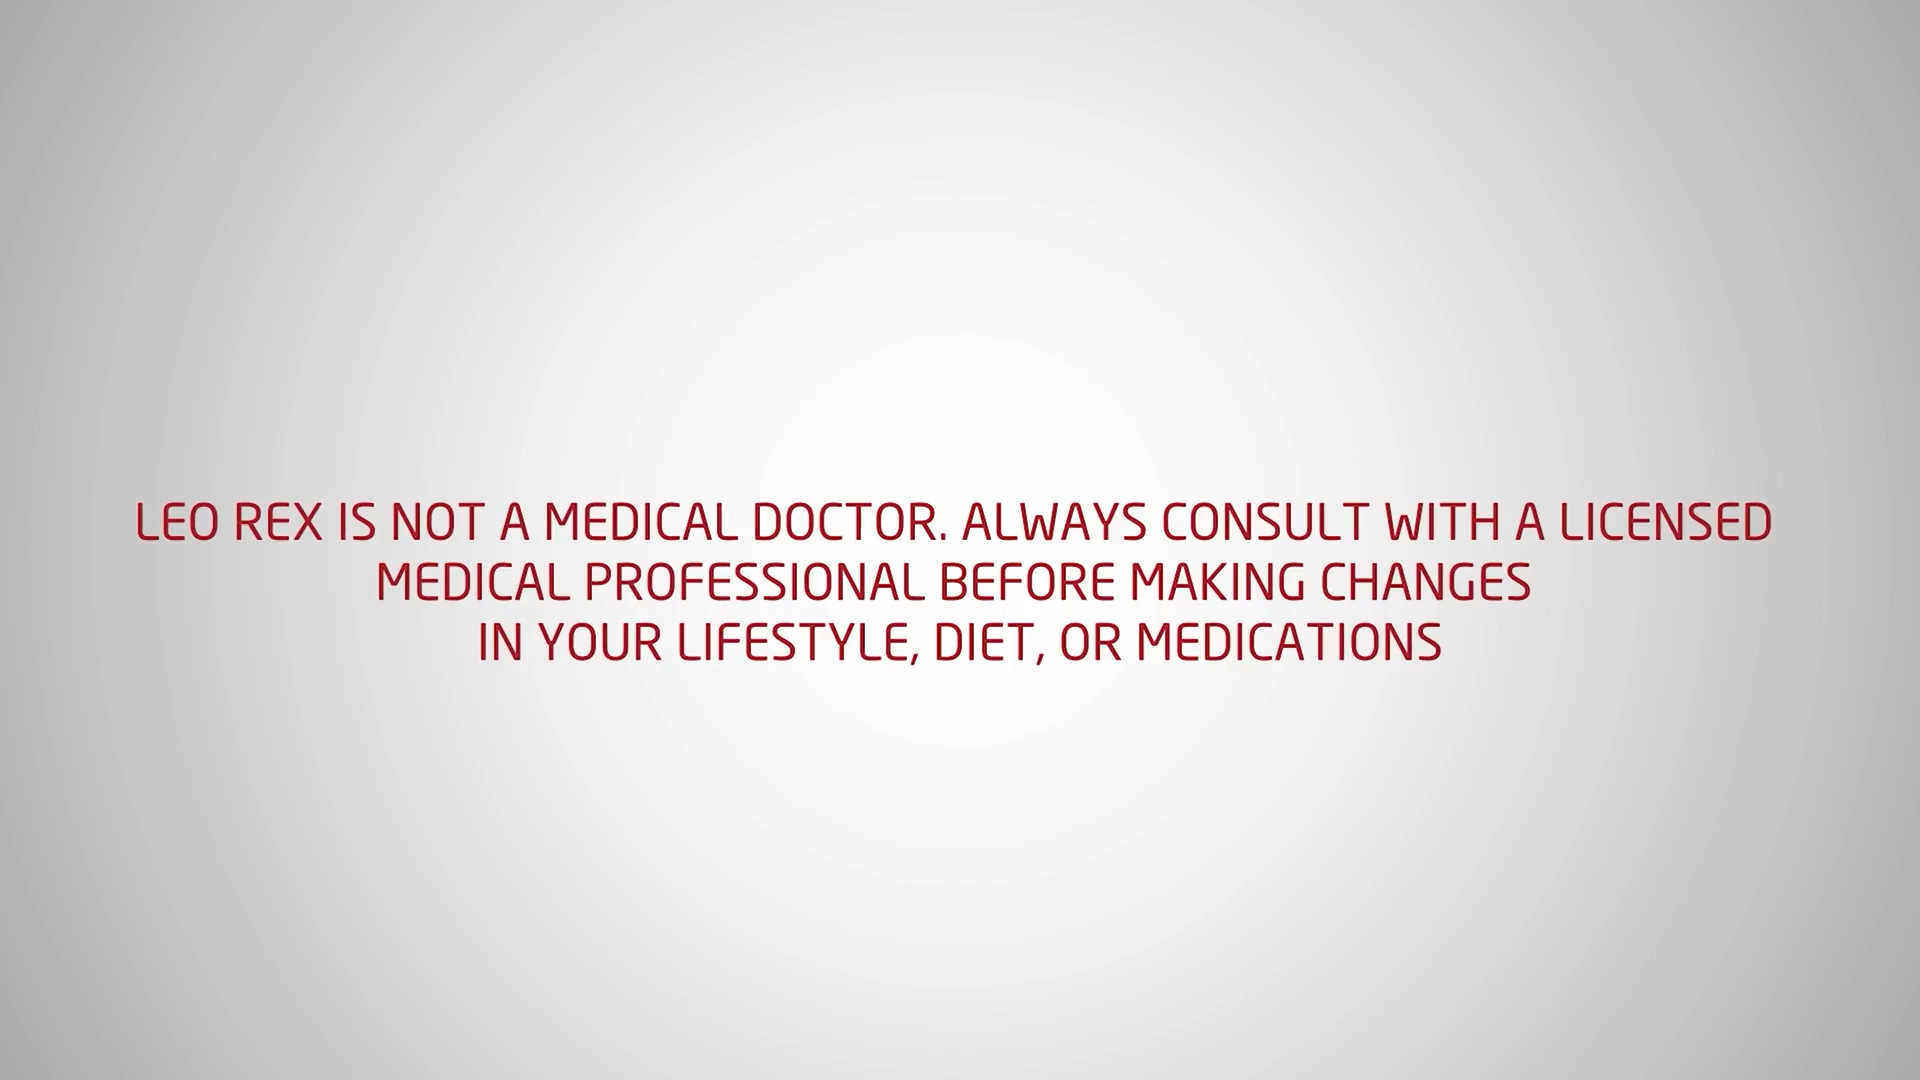 LEO REX IS NOT A MEDICAL DOCTOR. ALWAYS CONSULT WITH A LICENSED
MEDICAL PROFESSIONAL BEFORE MAKING CHANGES
IN YOUR LIFESTYLE, DIET, OR MEDICATIONS